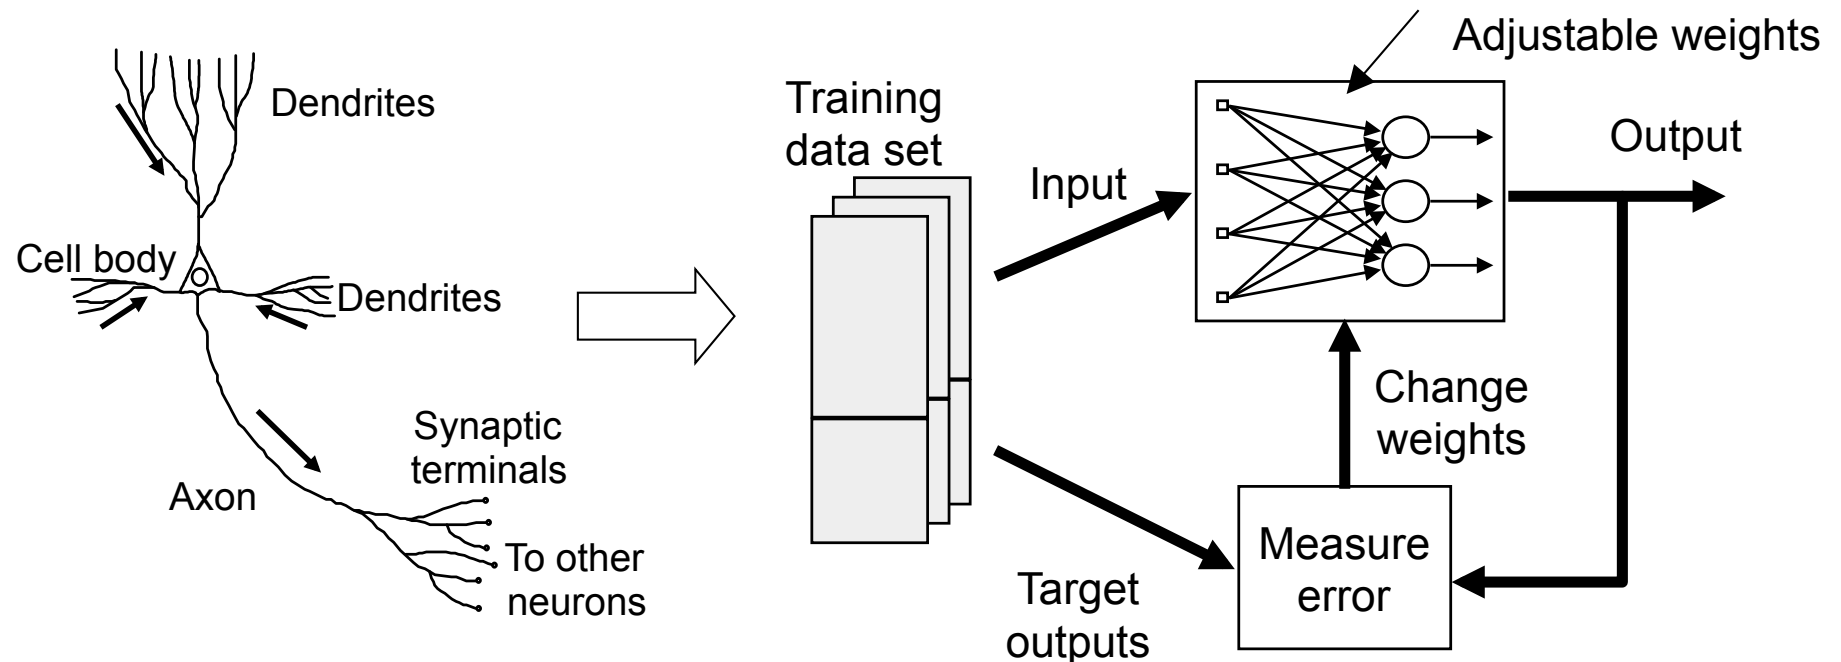 Dendrites
Cell body
Dendrites
Axon
Synaptic
terminals
To other
neurons
Training
data set
Input
Target
outputs
Adjustable weights
Output
Change
weights
Measure
error